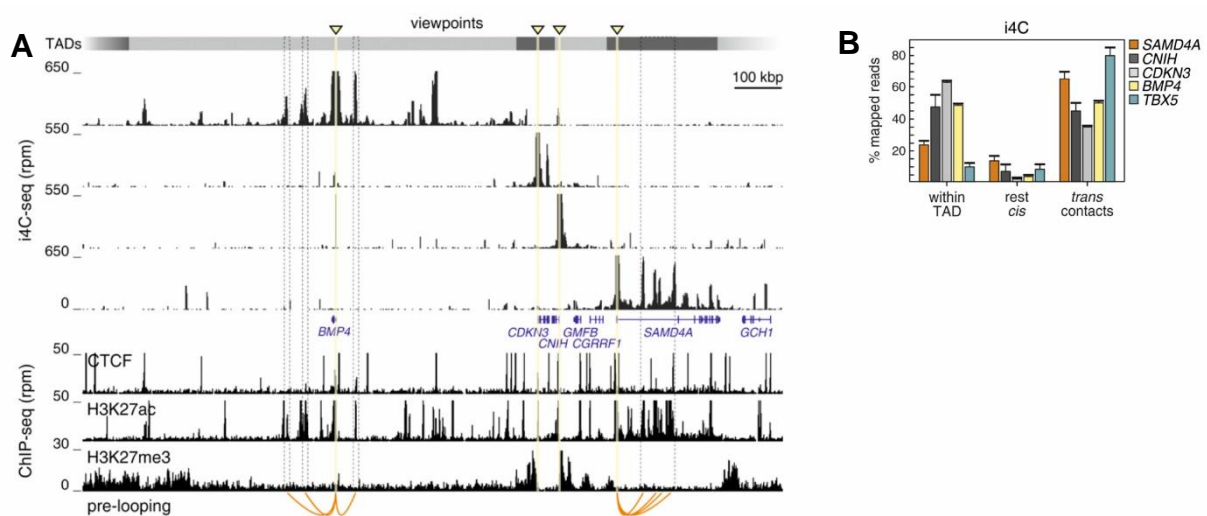 A
viewpoints
TADs
100 kbp
650
550
550
650
0
i4C-seq (rpm)
BMP4
CDKN3
GMFB
SAMD4A
GCH1
CNIH
CGRRF1
50
CTCF
50
H3K27ac
30
H3K27me3
0
ChIP-seq (rpm)
pre-looping
B
i4C
80
60
40
20
% mapped reads
within
TAD
rest
cis
trans
contacts
SAMD4A
CNIH
CDKN3
BMP4
TBX5